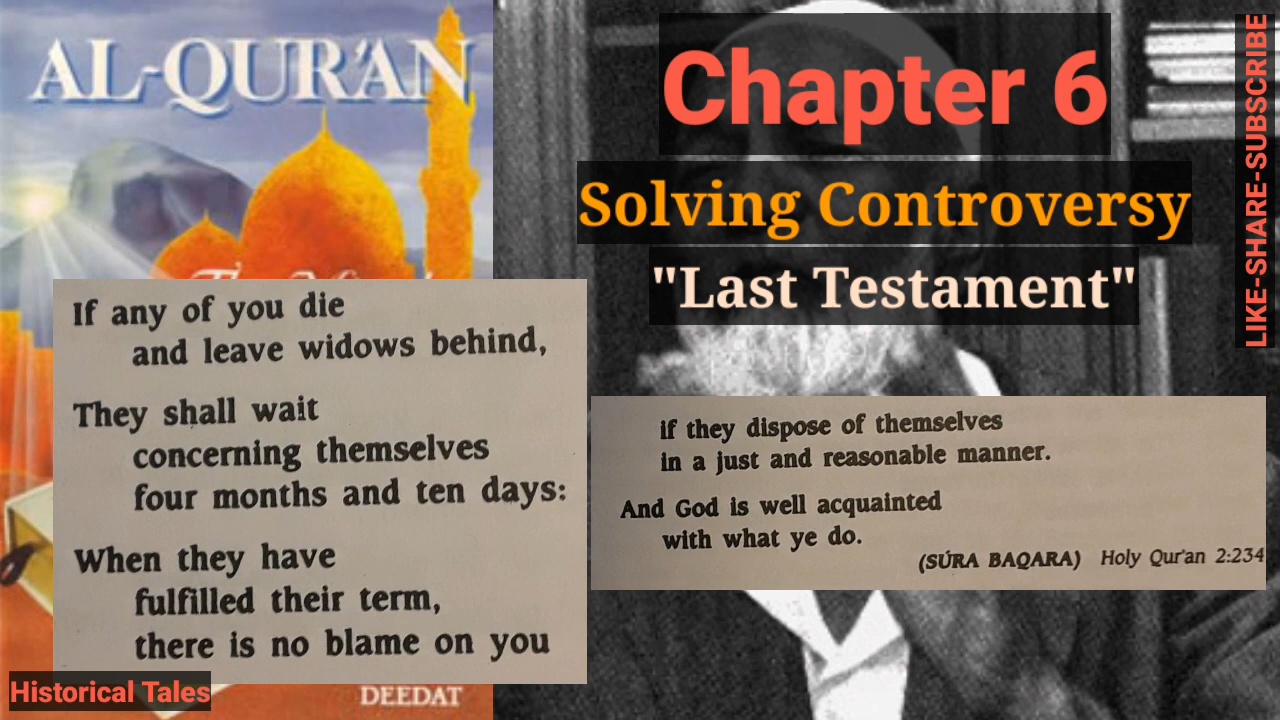 AL-QUR'AN
Chapter 6
Solving Controversy
"Last Testament"
LIKE-SHARE-SUBSCRIBE
If any of you die
and leave widows behind,
They shall wait
concerning themselves
four months and ten days:
When they have
fulfilled their term,
there is no blame on you
if they dispose of themselves
in a just and reasonable manner.
And God is well acquainted
with what ye do.
(SÚRA BAQARA) Holy Qur'an 2:234
Historical Tales
DEEDAT